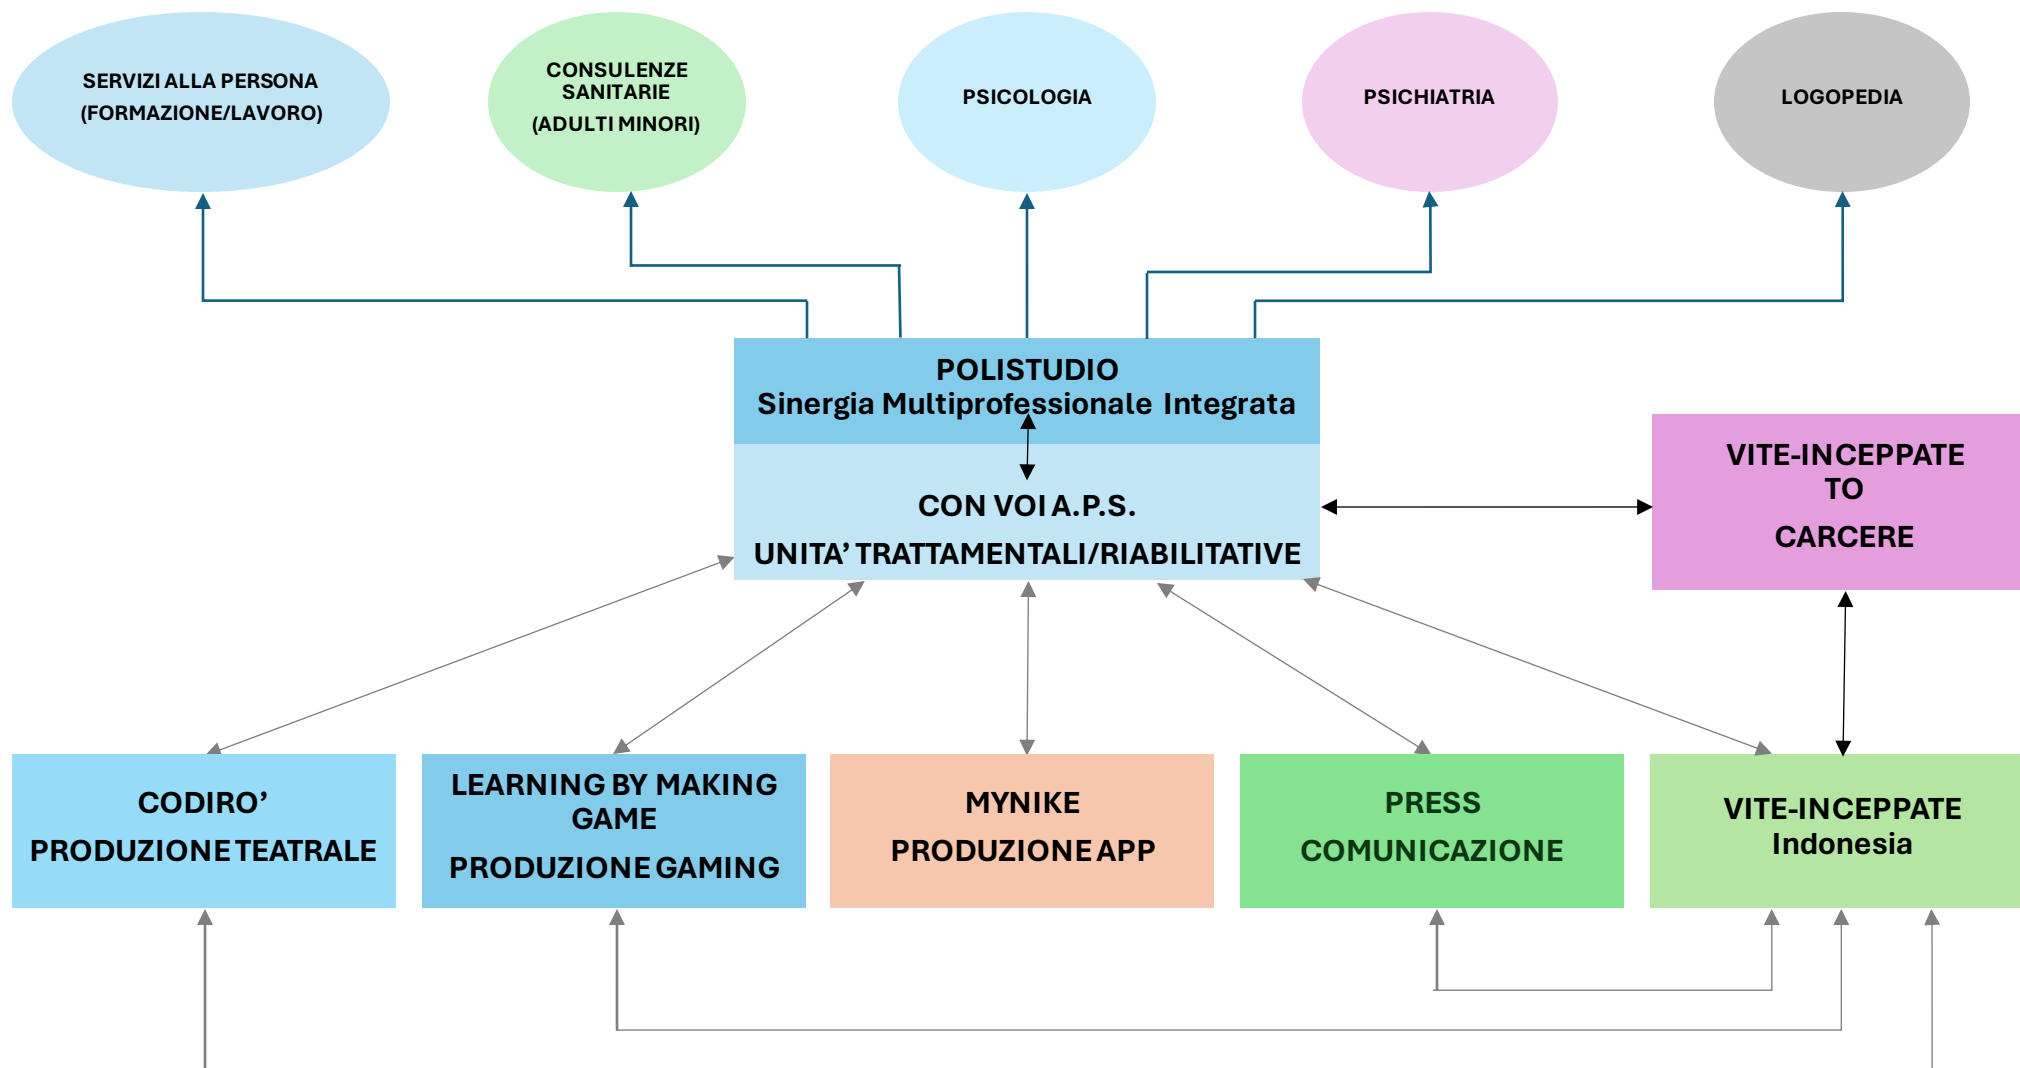 SERVIZI ALLA PERSONA
(FORMAZIONE/LAVORO)
CONSULENZE
SANITARIE
(ADULTI MINORI)
PSICOLOGIA
PSICHIATRIA
LOGOPEDIA
POLISTUDIO
Sinergia Multiprofessionale Integrata
CON VOI A.P.S.
UNITA’ TRATTAMENTALI/RIABILITATIVE
VITE-INCEPPATE
TO
CARCERE
CODIRO’
PRODUZIONE TEATRALE
LEARNING BY MAKING
GAME
PRODUZIONE GAMING
MYNIKE
PRODUZIONE APP
PRESS
COMUNICAZIONE
VITE-INCEPPATE
Indonesia